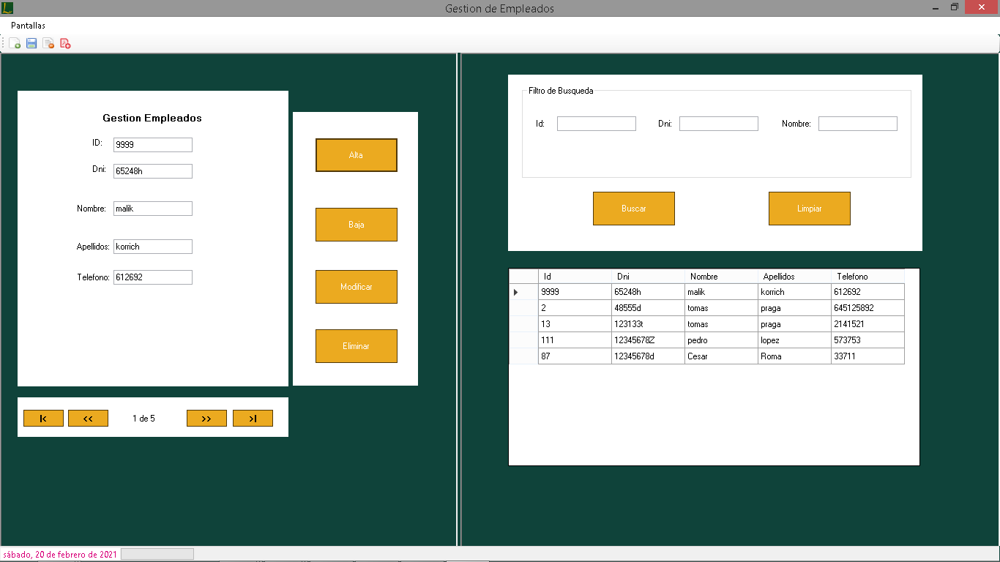 Gestion de Empleados
Pantallas
Gestion Empleados
ID: 9999
Dni: 65248h
Nombre: malik
Apellidos: korrich
Telefono: 612692
Alta
Baja
Modificar
Eliminar
|< << 1 de 5 >> >|
Filtro de Busqueda
Id: Dni: Nombre:
Buscar Limpiar
Id Dni Nombre Apellidos Telefono
9999 65248h malik korrich 612692
2 48555d tomas praga 645125892
13 123133t tomas praga 2141521
111 12345678Z pedro lopez 573753
87 12345678d Cesar Roma 33711
sábado, 20 de febrero de 2021